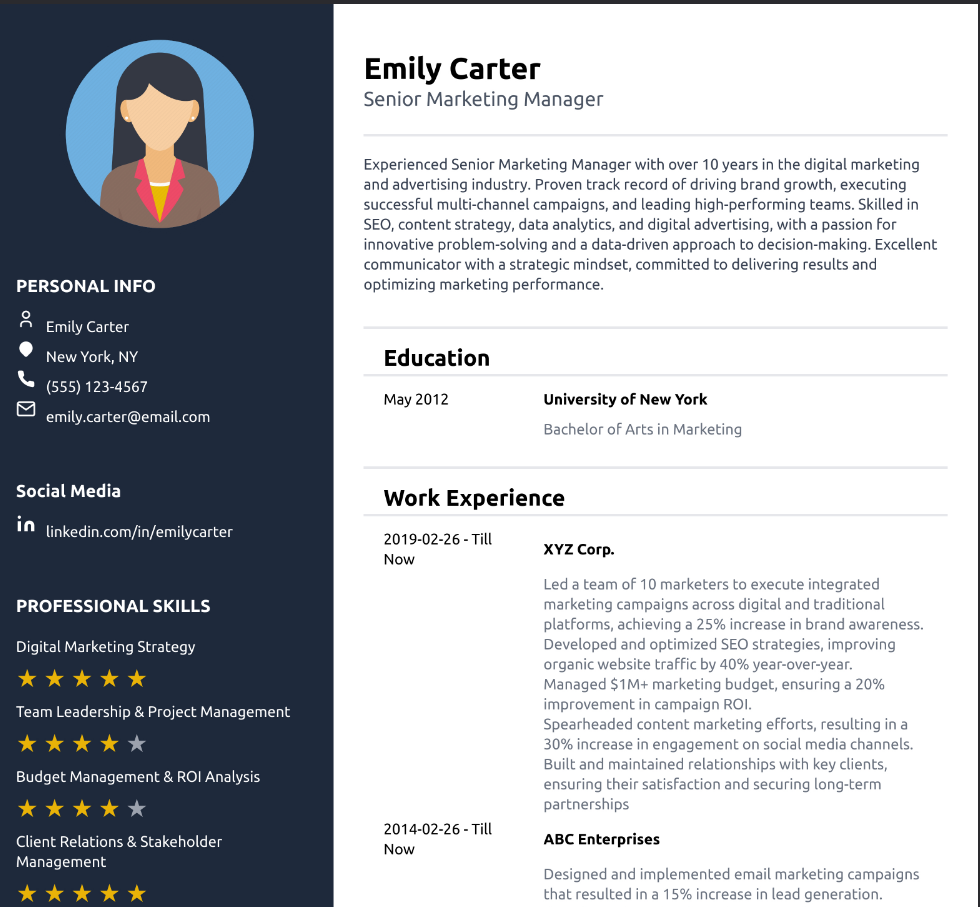 PERSONAL INFO
Emily Carter
New York, NY
(555) 123-4567
emily.carter@email.com
Social Media
in
linkedin.com/in/emilycarter
PROFESSIONAL SKILLS
Digital Marketing Strategy
Team Leadership & Project Management
Budget Management & ROI Analysis
Client Relations & Stakeholder
Management
Emily Carter
Senior Marketing Manager
Experienced Senior Marketing Manager with over 10 years in the digital marketing
and advertising industry. Proven track record of driving brand growth, executing
successful multi-channel campaigns, and leading high-performing teams. Skilled in
SEO, content strategy, data analytics, and digital advertising, with a passion for
innovative problem-solving and a data-driven approach to decision-making. Excellent
communicator with a strategic mindset, committed to delivering results and
optimizing marketing performance.
Education
May 2012
University of New York
Bachelor of Arts in Marketing
Work Experience
2019-02-26 - Till
Now
XYZ Corp.
Led a team of 10 marketers to execute integrated
marketing campaigns across digital and traditional
platforms, achieving a 25% increase in brand awareness.
Developed and optimized SEO strategies, improving
organic website traffic by 40% year-over-year.
Managed $1M+ marketing budget, ensuring a 20%
improvement in campaign ROI.
Spearheaded content marketing efforts, resulting in a
30% increase in engagement on social media channels.
Built and maintained relationships with key clients,
ensuring their satisfaction and securing long-term
partnerships
2014-02-26 - Till
Now
ABC Enterprises
Designed and implemented email marketing campaigns
that resulted in a 15% increase in lead generation.